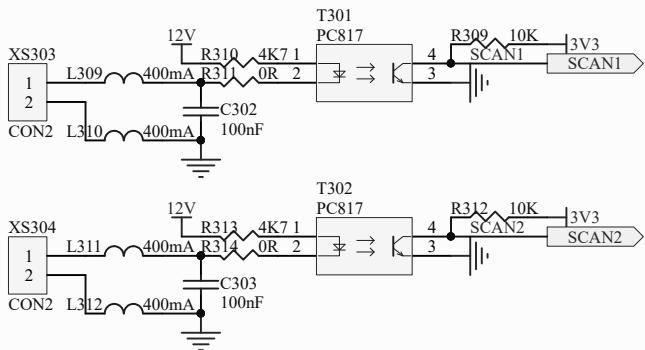 T301
PC817
12V
R310 4K7 1
R311 0R 2
4
3
R309 10K
3V3
SCAN1
SCAN1
XS303
1
2
CON2
L309 400mA
L310 400mA
C302
100nF
T302
PC817
12V
R313 4K7 1
R314 0R 2
4
3
R312 10K
3V3
SCAN2
SCAN2
XS304
1
2
CON2
L311 400mA
L312 400mA
C303
100nF